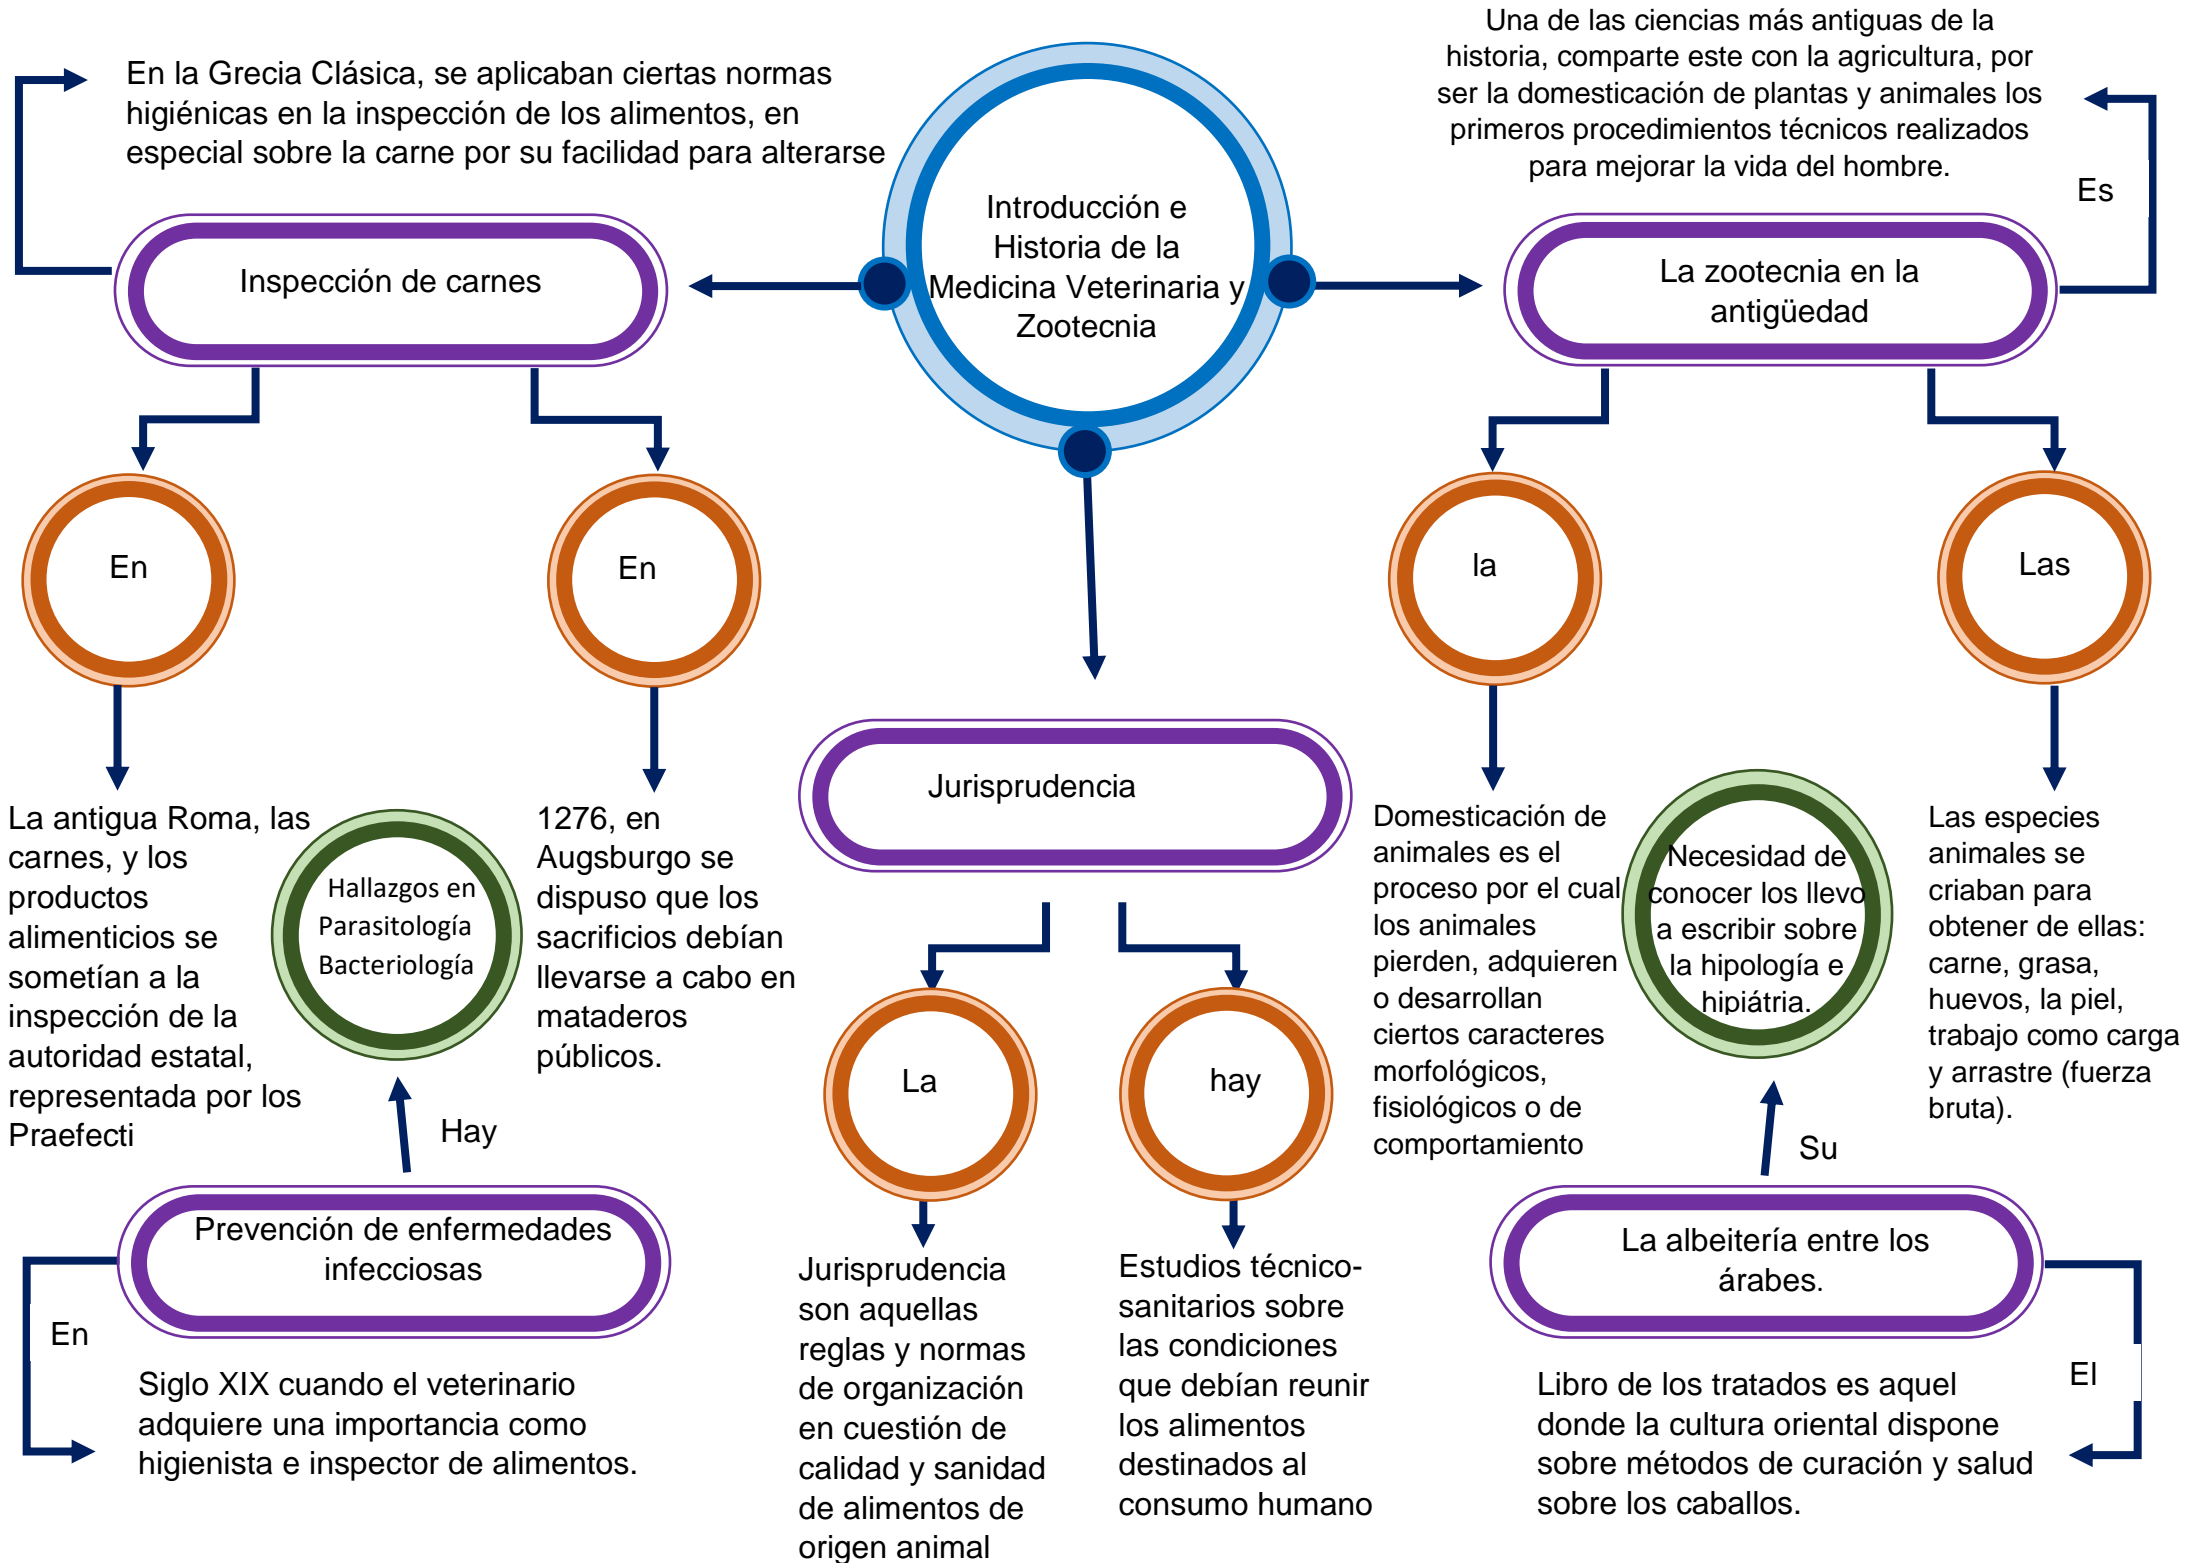 Una de las ciencias más antiguas de la
historia, comparte este con la agricultura, por
ser la domesticación de plantas y animales los
primeros procedimientos técnicos realizados
para mejorar la vida del hombre.
En la Grecia Clásica, se aplicaban ciertas normas
higiénicas en la inspección de los alimentos, en
especial sobre la carne por su facilidad para alterarse
Es
Introducción e
Historia de la
Medicina Veterinaria y
Zootecnia
Inspección de carnes
La zootecnia en la
antigüedad
En
En
la
Las
Jurisprudencia
La antigua Roma, las
carnes, y los
productos
alimenticios se
sometían a la
inspección de la
autoridad estatal,
representada por los
Praefecti
Hallazgos en
Parasitología
Bacteriología
1276, en
Augsburgo se
dispuso que los
sacrificios debían
llevarse a cabo en
mataderos
públicos.
Domesticación de
animales es el
proceso por el cual
los animales
pierden, adquieren
o desarrollan
ciertos caracteres
morfológicos,
fisiológicos o de
comportamiento
Necesidad de
conocer los llevo
a escribir sobre
la hipología e
hipiátria.
Las especies
animales se
criaban para
obtener de ellas:
carne, grasa,
huevos, la piel,
trabajo como carga
y arrastre (fuerza
bruta).
La
hay
Hay
Su
Prevención de enfermedades
infecciosas
La albeitería entre los
árabes.
En
Siglo XIX cuando el veterinario
adquiere una importancia como
higienista e inspector de alimentos.
Jurisprudencia
son aquellas
reglas y normas
de organización
en cuestión de
calidad y sanidad
de alimentos de
origen animal
Estudios técnico-
sanitarios sobre
las condiciones
que debían reunir
los alimentos
destinados al
consumo humano
El
Libro de los tratados es aquel
donde la cultura oriental dispone
sobre métodos de curación y salud
sobre los caballos.